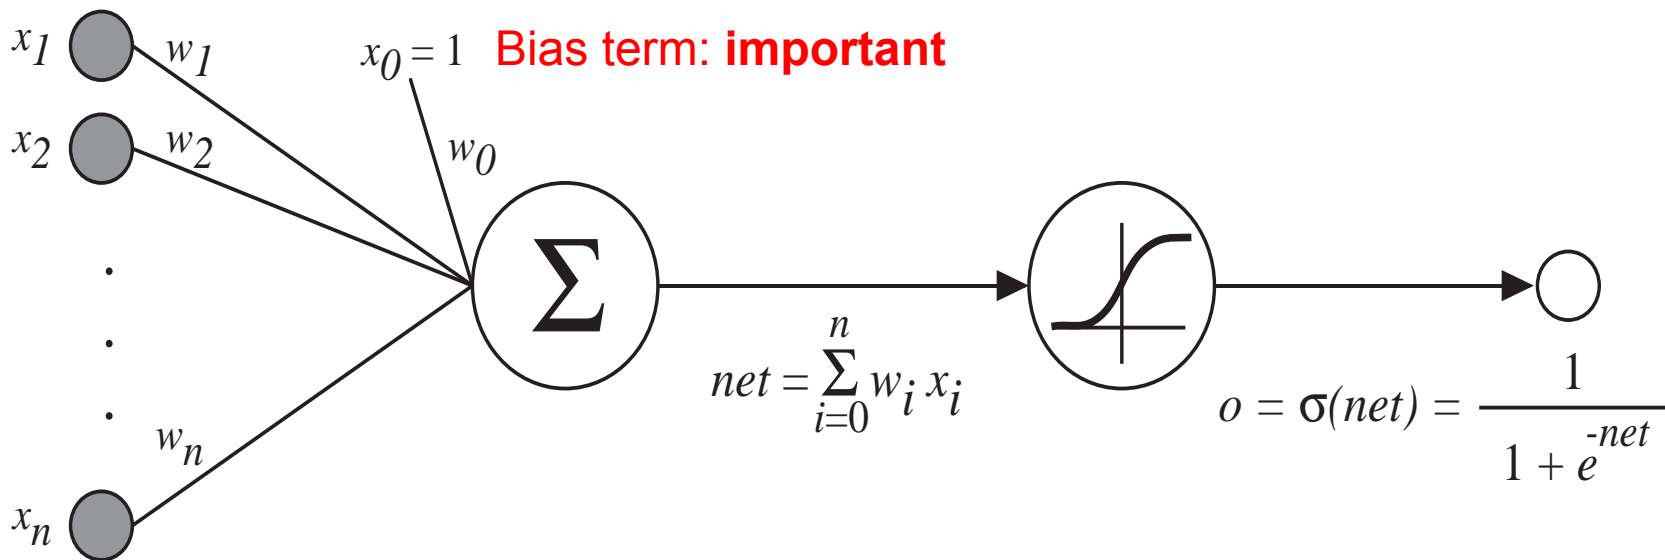 x1 w1 x0 = 1 Bias term: important
x2 w2 w0
.
.
.
wn
xn
Σ
net = Σ i=0 n wi xi
o = σ(net) = 1 / 1 + e^-net